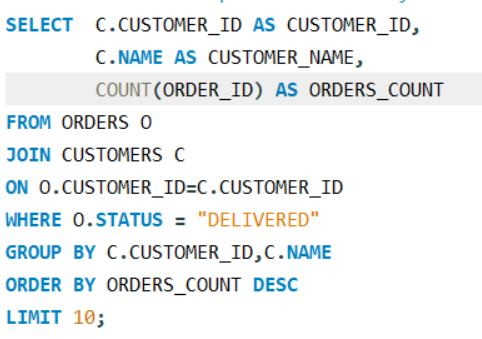 SELECT  C.CUSTOMER_ID AS CUSTOMER_ID,
        C.NAME AS CUSTOMER_NAME,
        COUNT(ORDER_ID) AS ORDERS_COUNT
FROM ORDERS O
JOIN CUSTOMERS C
ON O.CUSTOMER_ID=C.CUSTOMER_ID
WHERE O.STATUS = "DELIVERED"
GROUP BY C.CUSTOMER_ID,C.NAME
ORDER BY ORDERS_COUNT DESC
LIMIT 10;